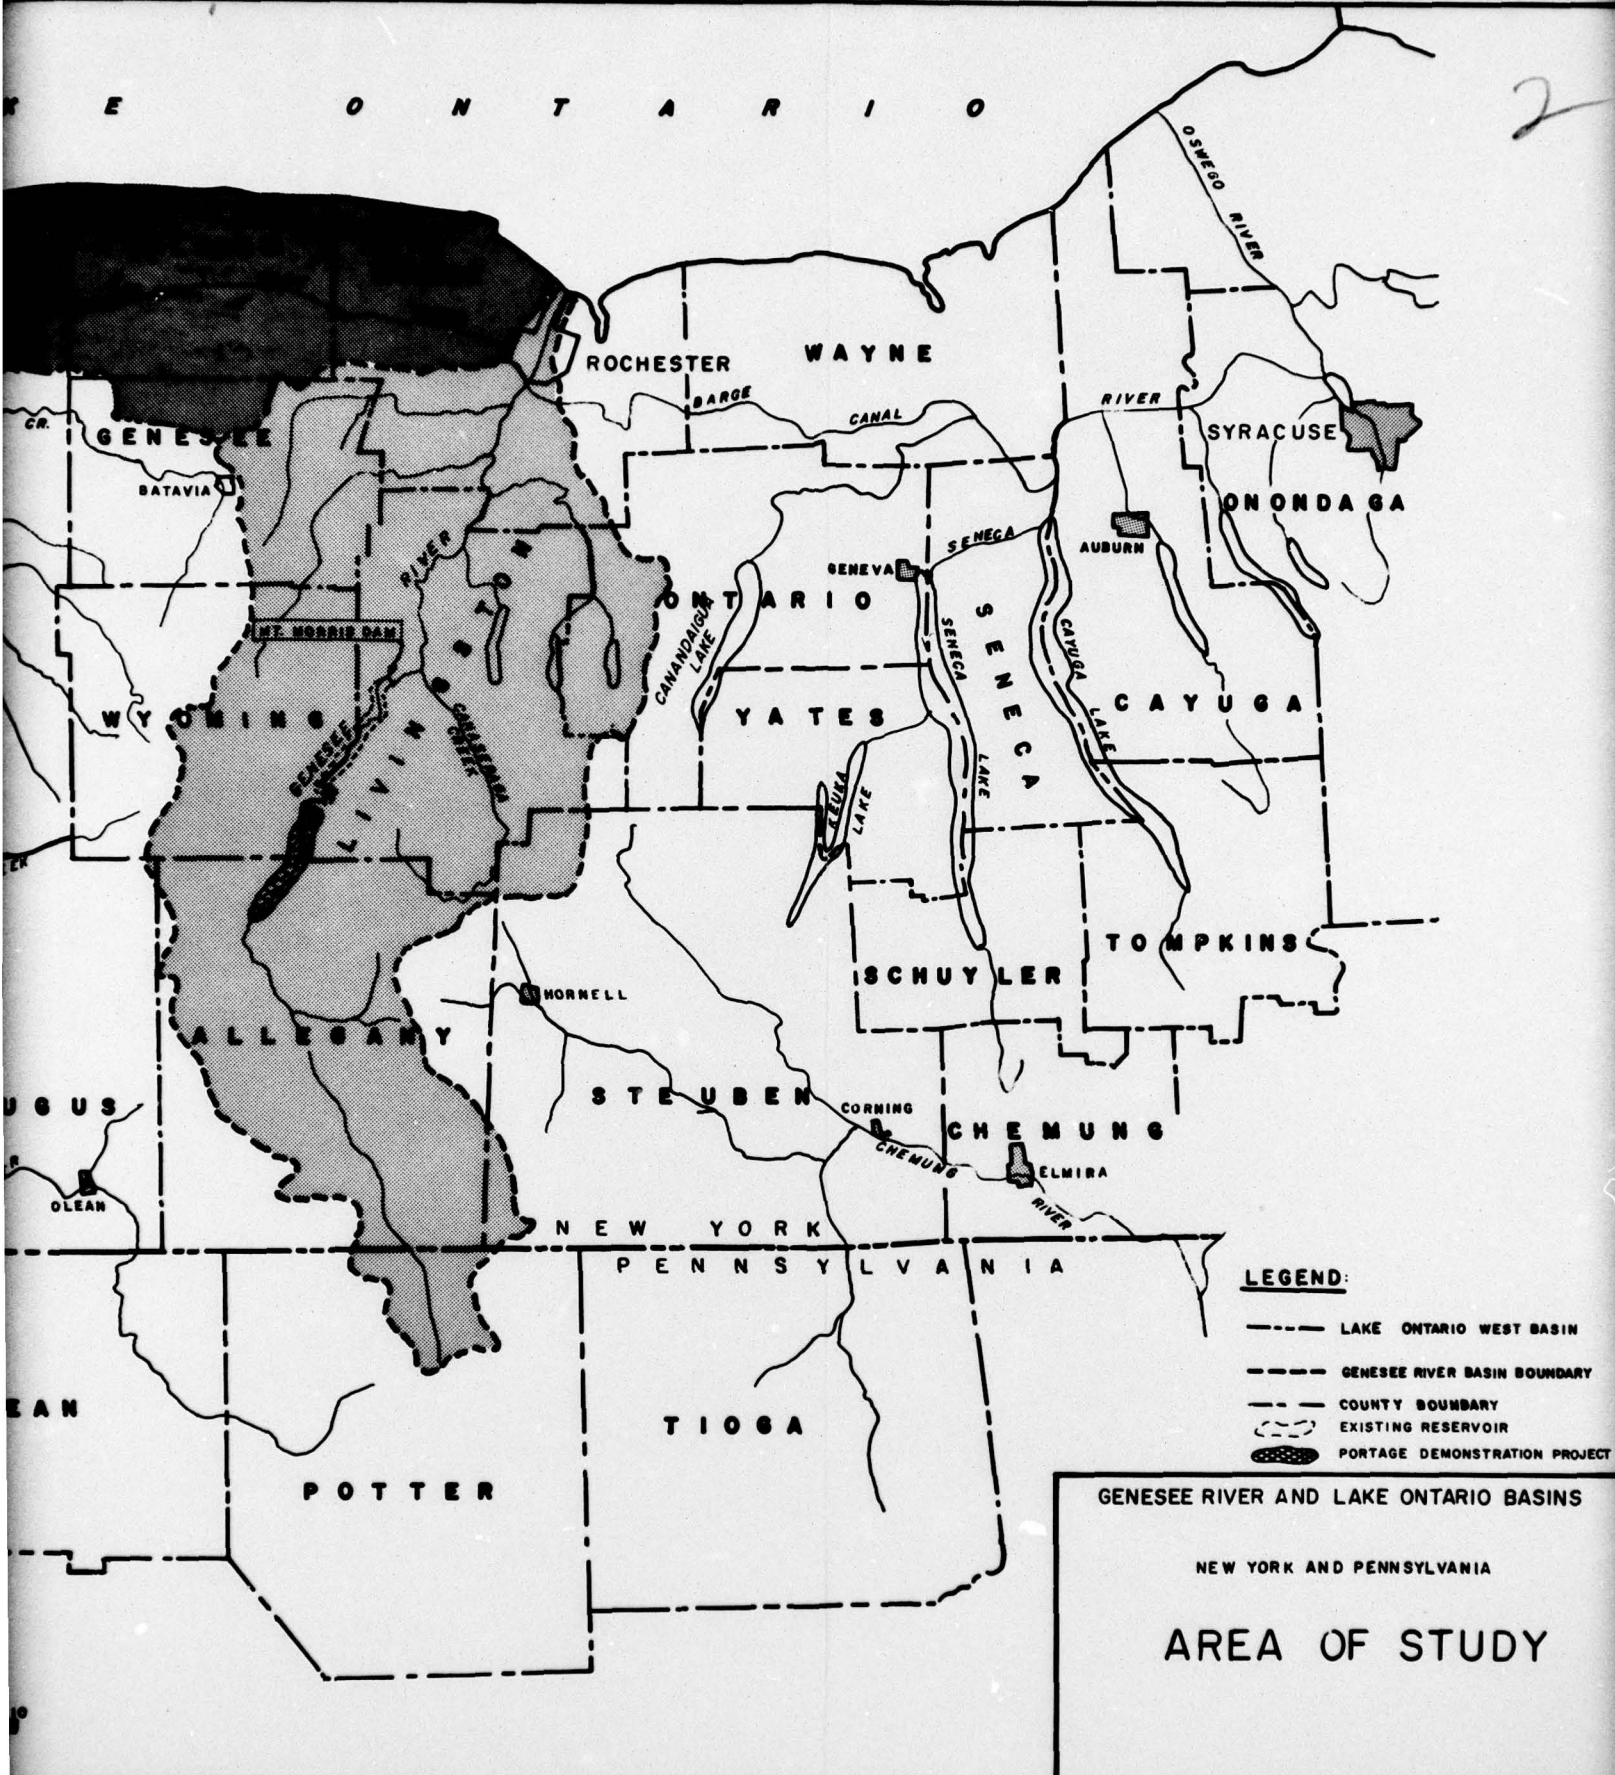 K E O N T A R I O
2
OSWEGO RIVER
ROCHESTER
WAYNE
BARGE CANAL
RIVER
SYRACUSE
CR.
GENESEE
BATAVIA
ONONDAGA
AUBURN
SENECA
GENEVA
RIVER
ONTARIO
MT. MORRIS DAM
CANANDAIGUA LAKE
SENECA LAKE
SENECA
CAYUGA LAKE
CAYUGA
WYOMING
YATES
GENESEE
LIVINGSTON
CREEK
KEUKA LAKE
EEK
TOMPKINS
SCHUYLER
HORNELL
ALLEGANY
STEUBEN
UGUS
CORNING
CHEMUNG
CHEMUNG RIVER
ELMIRA
R
OLEAN
NEW YORK
PENNSYLVANIA
LEGEND:
LAKE ONTARIO WEST BASIN
GENESEE RIVER BASIN BOUNDARY
COUNTY BOUNDARY
EXISTING RESERVOIR
PORTAGE DEMONSTRATION PROJECT
EAN
TIOGA
POTTER
GENESEE RIVER AND LAKE ONTARIO BASINS
NEW YORK AND PENNSYLVANIA
AREA OF STUDY
10